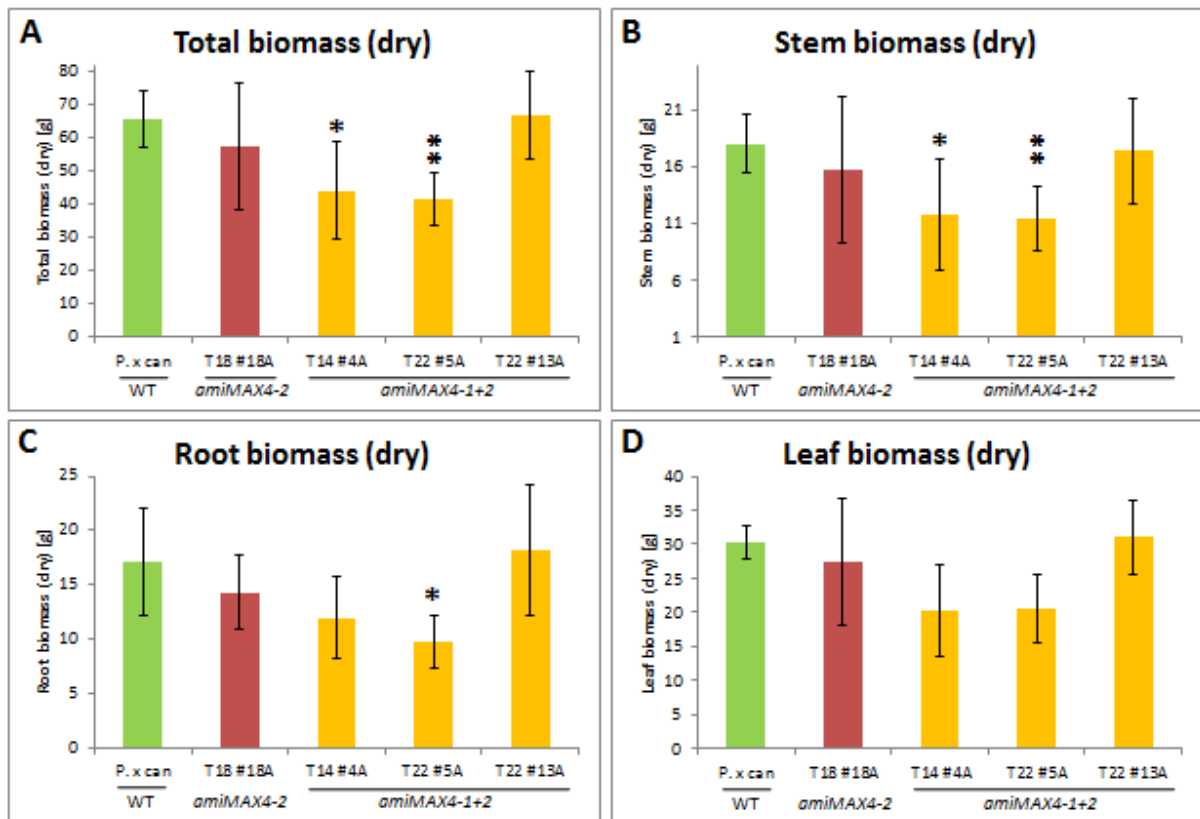 A
Total biomass (dry)
Total biomass (dry) [g]
80
70
60
50
40
30
20
10
0
*
**
P. x can T18 #18A T14 #4A T22 #5A T22 #13A
WT amiMAX4-2 amiMAX4-1+2
B
Stem biomass (dry)
Stem biomass (dry) [g]
21
16
11
6
1
*
**
P. x can T18 #18A T14 #4A T22 #5A T22 #13A
WT amiMAX4-2 amiMAX4-1+2
C
Root biomass (dry)
Root biomass (dry) [g]
25
20
15
10
5
0
*
P. x can T18 #18A T14 #4A T22 #5A T22 #13A
WT amiMAX4-2 amiMAX4-1+2
D
Leaf biomass (dry)
Leaf biomass (dry) [g]
40
35
30
25
20
15
10
5
0
P. x can T18 #18A T14 #4A T22 #5A T22 #13A
WT amiMAX4-2 amiMAX4-1+2